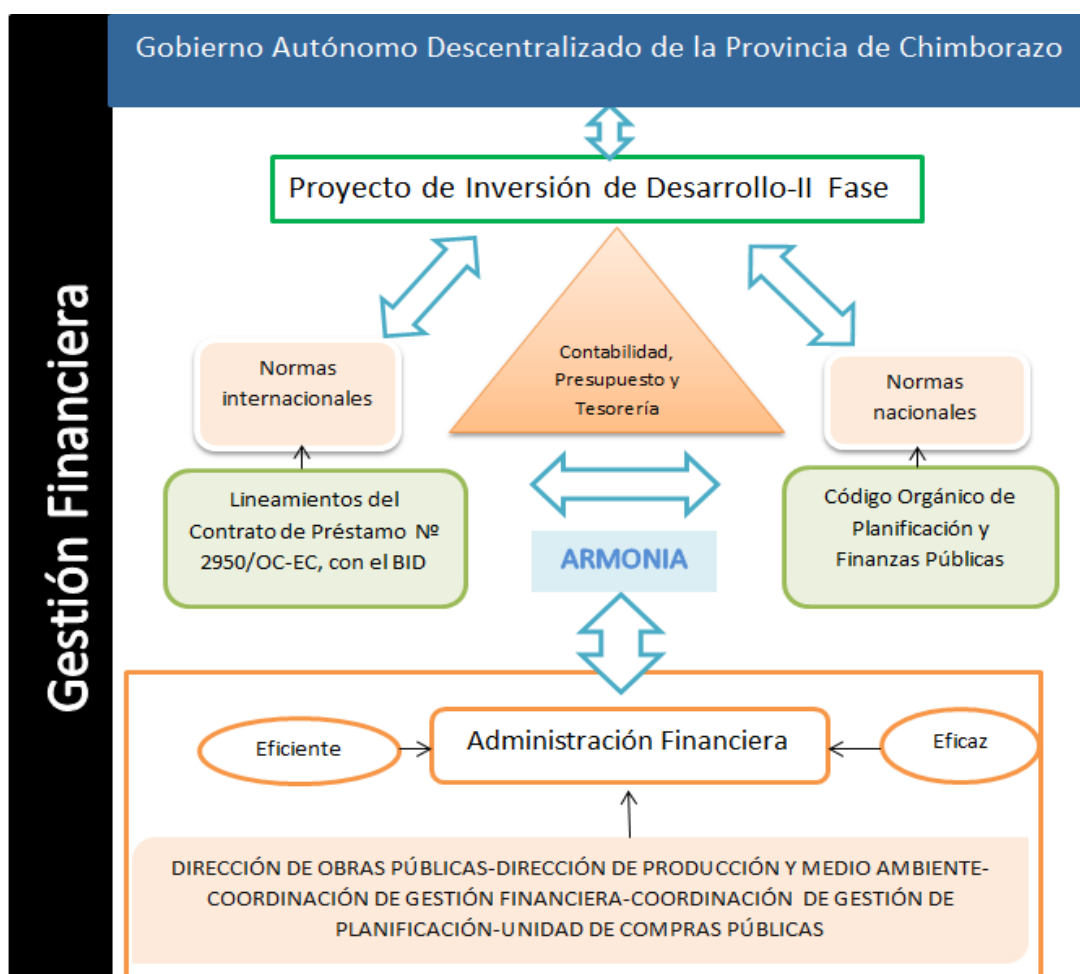 Gobierno Autónomo Descentralizado de la Provincia de Chimborazo
Gestión Financiera
Proyecto de Inversión de Desarrollo-II Fase
Contabilidad,
Presupuesto y
Tesorería
Normas
internacionales
Normas
nacionales
Lineamientos del
Contrato de Préstamo Nº
2950/OC-EC, con el BID
Código Orgánico de
Planificación y
Finanzas Públicas
ARMONIA
Eficiente
Administración Financiera
Eficaz
DIRECCIÓN DE OBRAS PÚBLICAS-DIRECCIÓN DE PRODUCCIÓN Y MEDIO AMBIENTE-
COORDINACIÓN DE GESTIÓN FINANCIERA-COORDINACIÓN DE GESTIÓN DE
PLANIFICACIÓN-UNIDAD DE COMPRAS PÚBLICAS